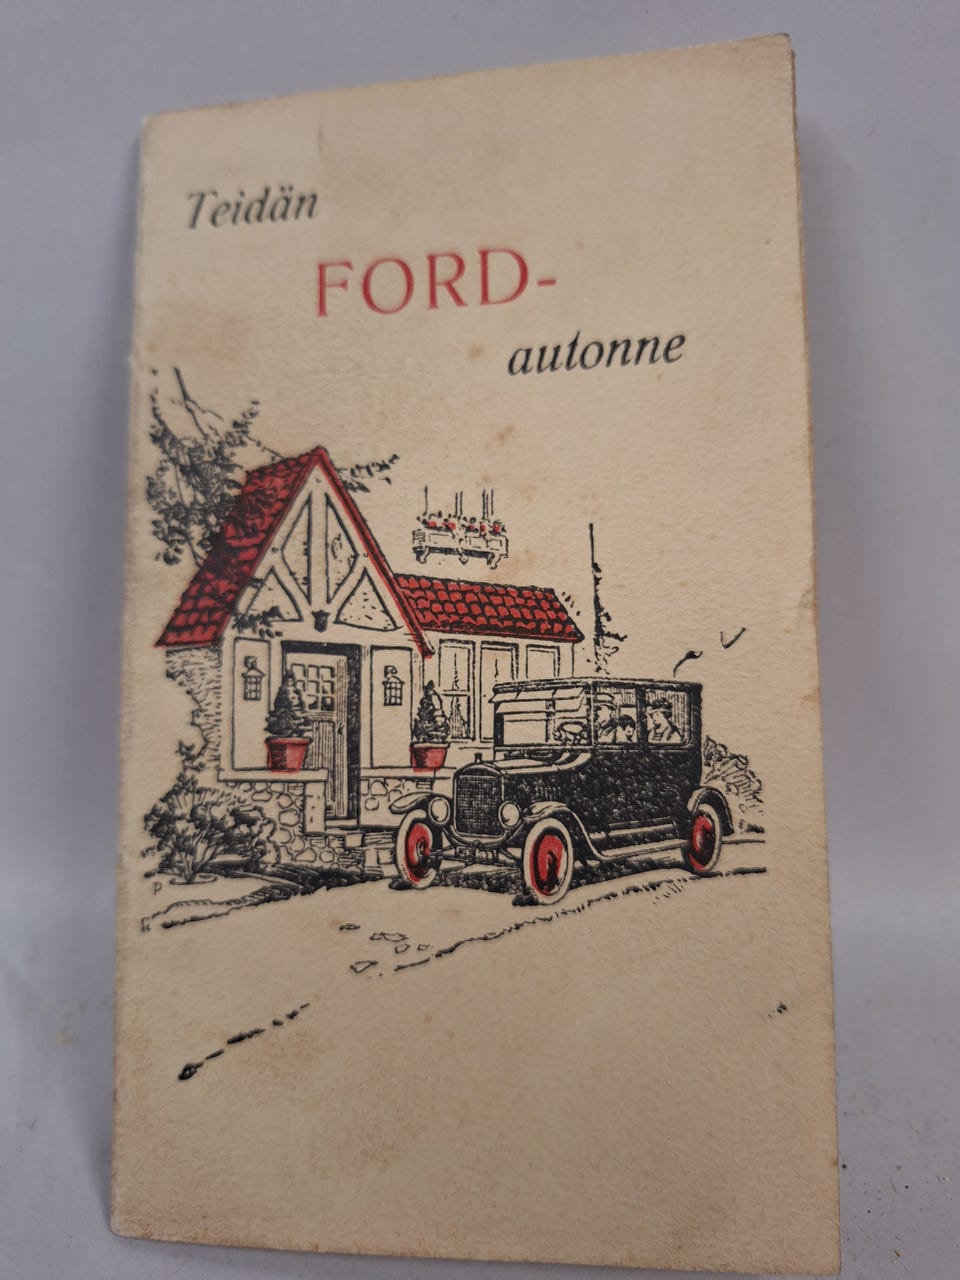 Teidän
FORD-
autonne
P